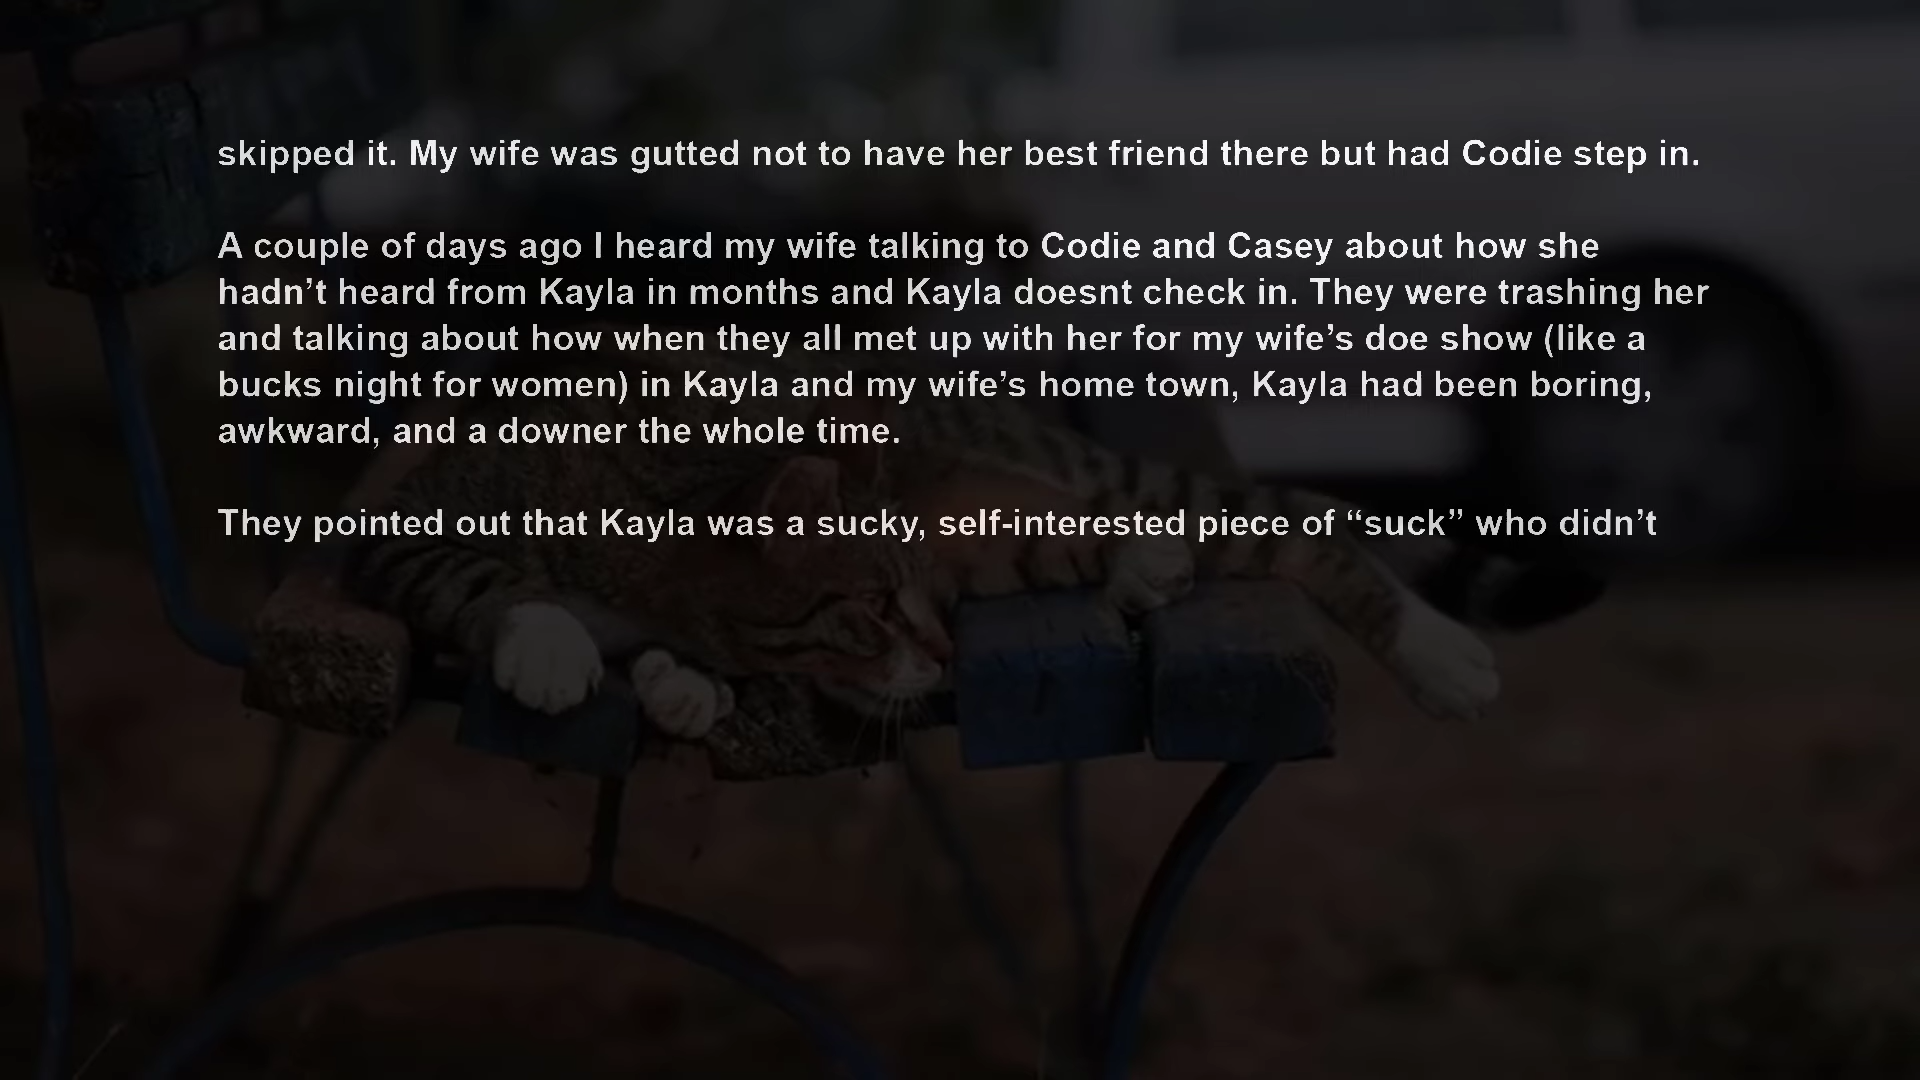 skipped it. My wife was gutted not to have her best friend there but had Codie step in.
A couple of days ago I heard my wife talking to Codie and Casey about how she
hadn’t heard from Kayla in months and Kayla doesnt check in. They were trashing her
and talking about how when they all met up with her for my wife’s doe show (like a
bucks night for women) in Kayla and my wife’s home town, Kayla had been boring,
awkward, and a downer the whole time.
They pointed out that Kayla was a sucky, self-interested piece of “suck” who didn’t